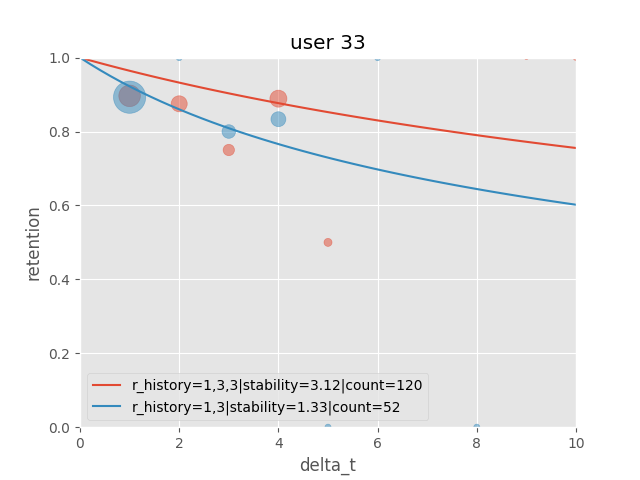 user 33
1.0
0.8
0.6
0.4
0.2
0.0
retention
r_history=1,3,3|stability=3.12|count=120
r_history=1,3|stability=1.33|count=52
0 2 4 6 8 10
delta_t